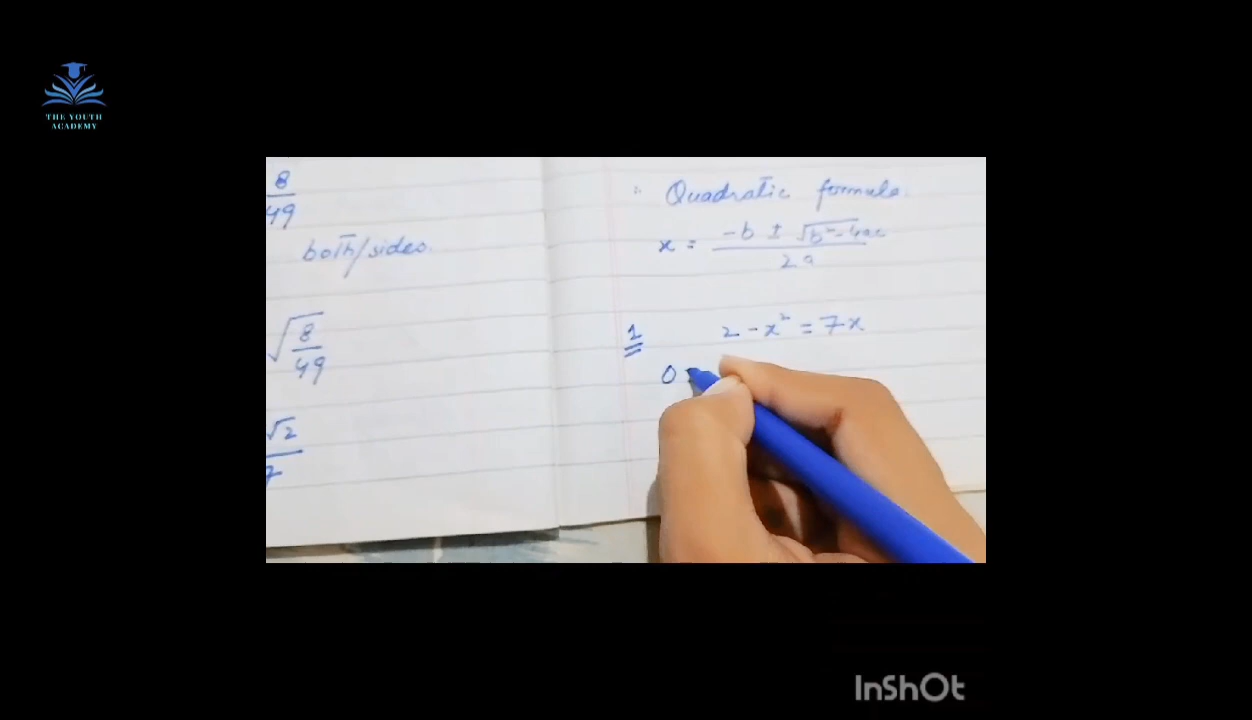 THE YOUTH
ACADEMY
8
49
both/sides.
√8/49
√2
7
∴ Quadratic formula.
x = -b ± √b²-4ac
2a
1
2 - x² = 7x
0 =
InShOt